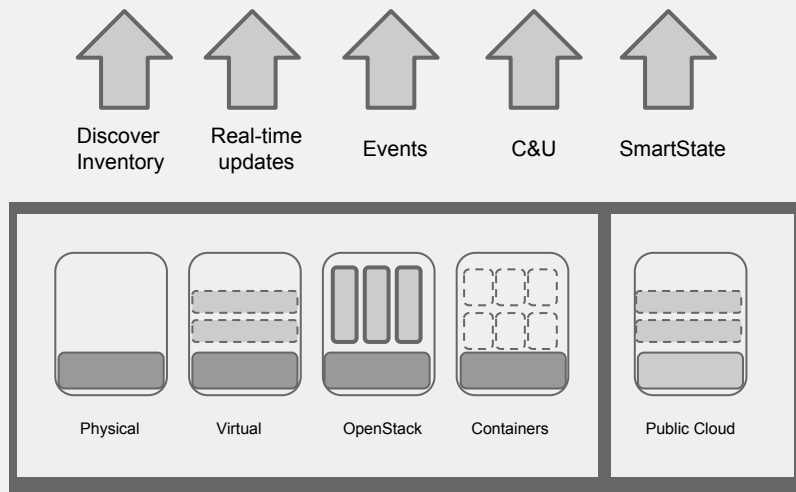 Discover
Inventory
Real-time
updates
Events
C&U
SmartState
Physical
Virtual
OpenStack
Containers
Public Cloud